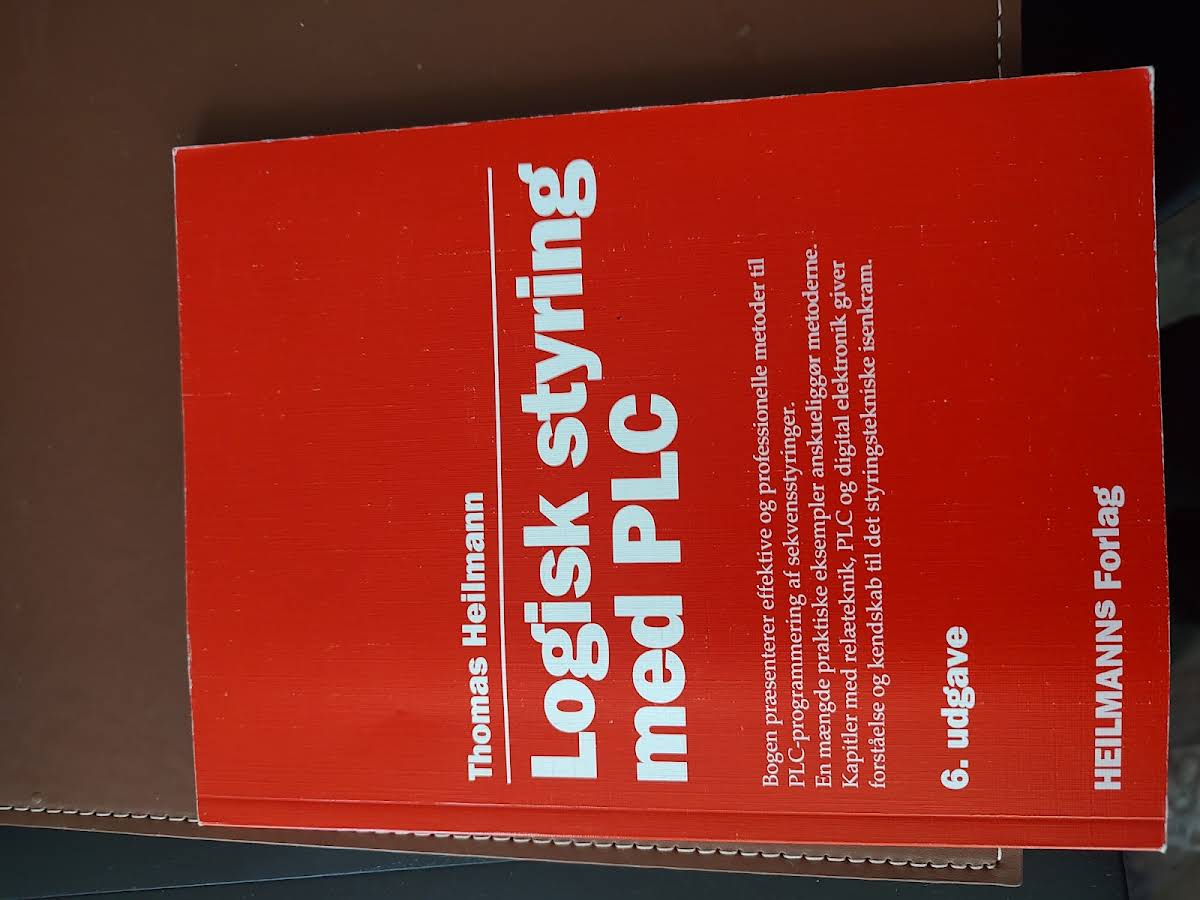 Thomas Heilmann
Logisk styring
med PLC
Bogen præsenterer effektive og professionelle metoder til
PLC-programmering af sekvensstyringer.
En mængde praktiske eksempler anskueliggør metoderne.
Kapitler med relæteknik, PLC og digital elektronik giver
forståelse og kendskab til det styringstekniske isenkram.
6. udgave
HEILMANNS Forlag